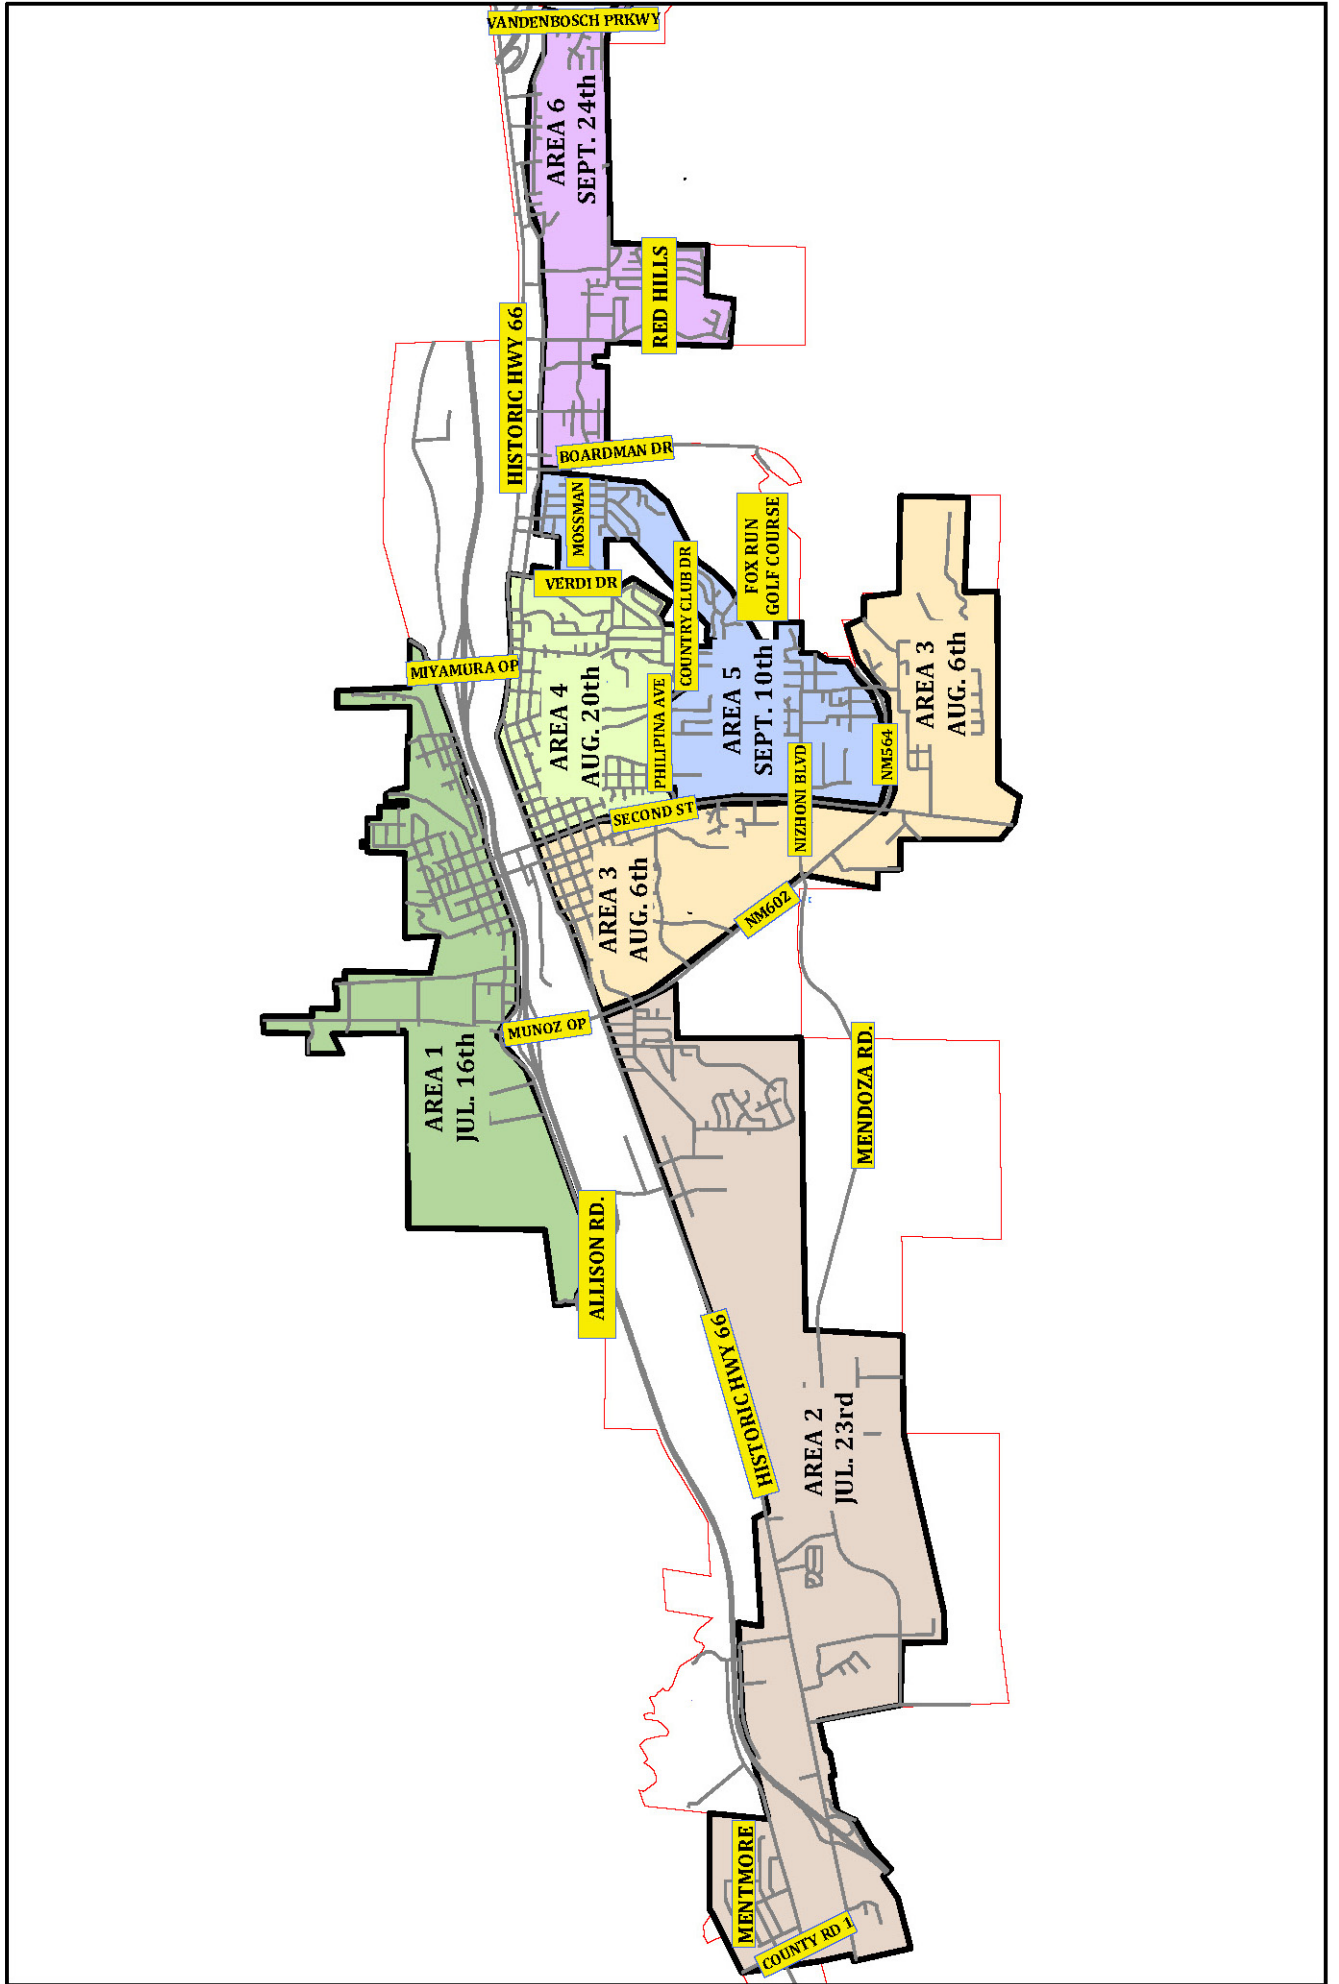 VANDENBOSCH PRKWY
AREA 6
SEPT. 24th
RED HILLS
HISTORIC HWY 66
BOARDMAN DR
MOSSMAN
VERDI DR
COUNTRY CLUB DR
FOX RUN
GOLF COURSE
MIYAMURA OP
AREA 4
AUG. 20th
PHILIPINA AVE
AREA 5
SEPT. 10th
NIZHONI BLVD
NM564
AREA 3
AUG. 6th
SECOND ST
AREA 3
AUG. 6th
NM602
AREA 1
JUL. 16th
MUNOZ OP
MENDOZA RD.
ALLISON RD.
HISTORIC HWY 66
AREA 2
JUL. 23rd
MENTMORE
COUNTY RD 1